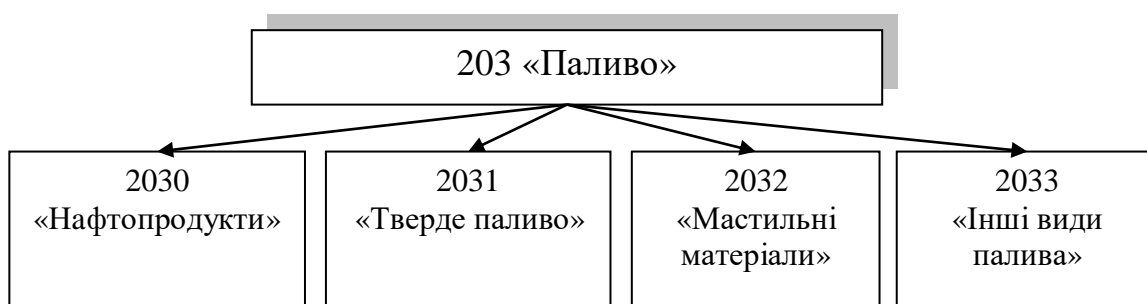 203 «Паливо»
2030
«Нафтопродукти»
2031
«Тверде паливо»
2032
«Мастильні
матеріали»
2033
«Інші види
палива»